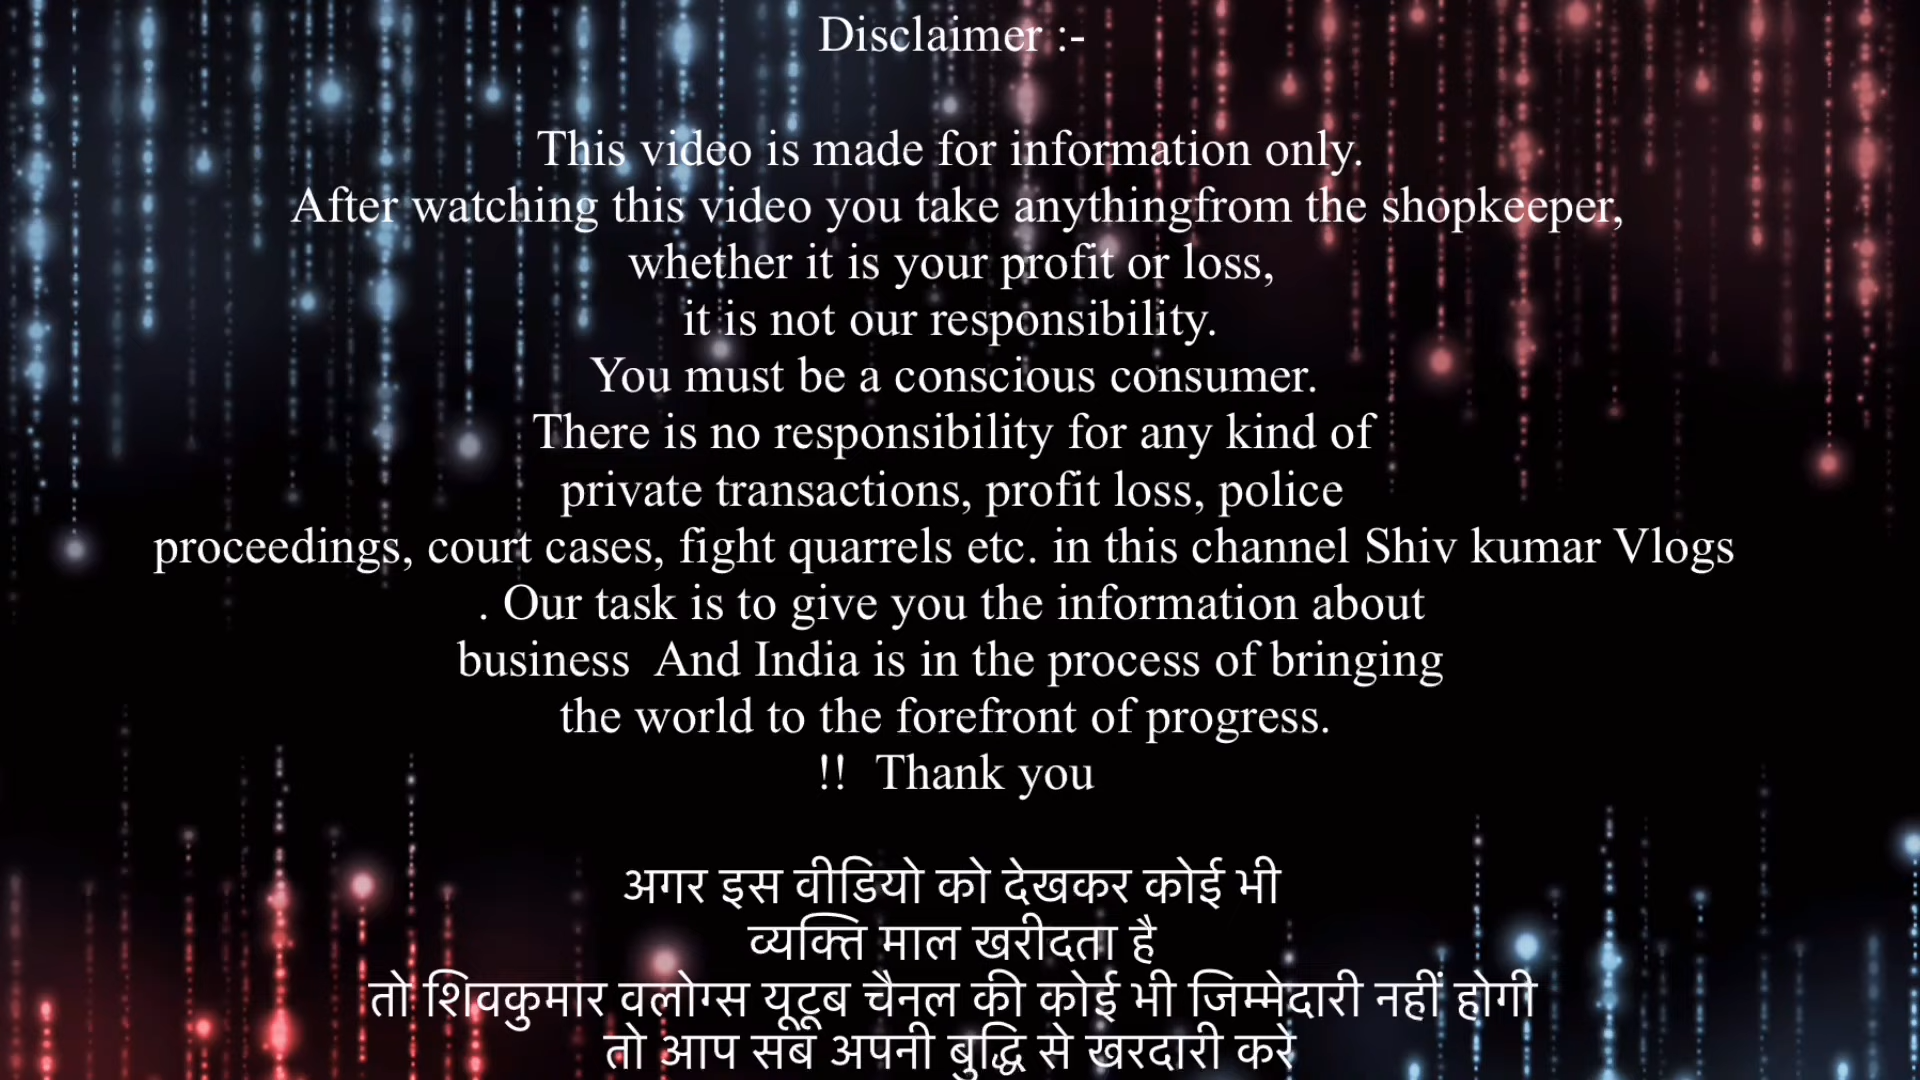 Disclaimer :-
This video is made for information only.
After watching this video you take anythingfrom the shopkeeper,
whether it is your profit or loss,
it is not our responsibility.
You must be a conscious consumer.
There is no responsibility for any kind of
private transactions, profit loss, police
proceedings, court cases, fight quarrels etc. in this channel Shiv kumar Vlogs
. Our task is to give you the information about
business  And India is in the process of bringing
the world to the forefront of progress.
!!  Thank you
अगर इस वीडियो को देखकर कोई भी
व्यक्ति माल खरीदता है
तो शिवकुमार वलोग्स यूटूब चैनल की कोई भी जिम्मेदारी नहीं होगी
तो आप सब अपनी बुद्धि से खरदारी करे